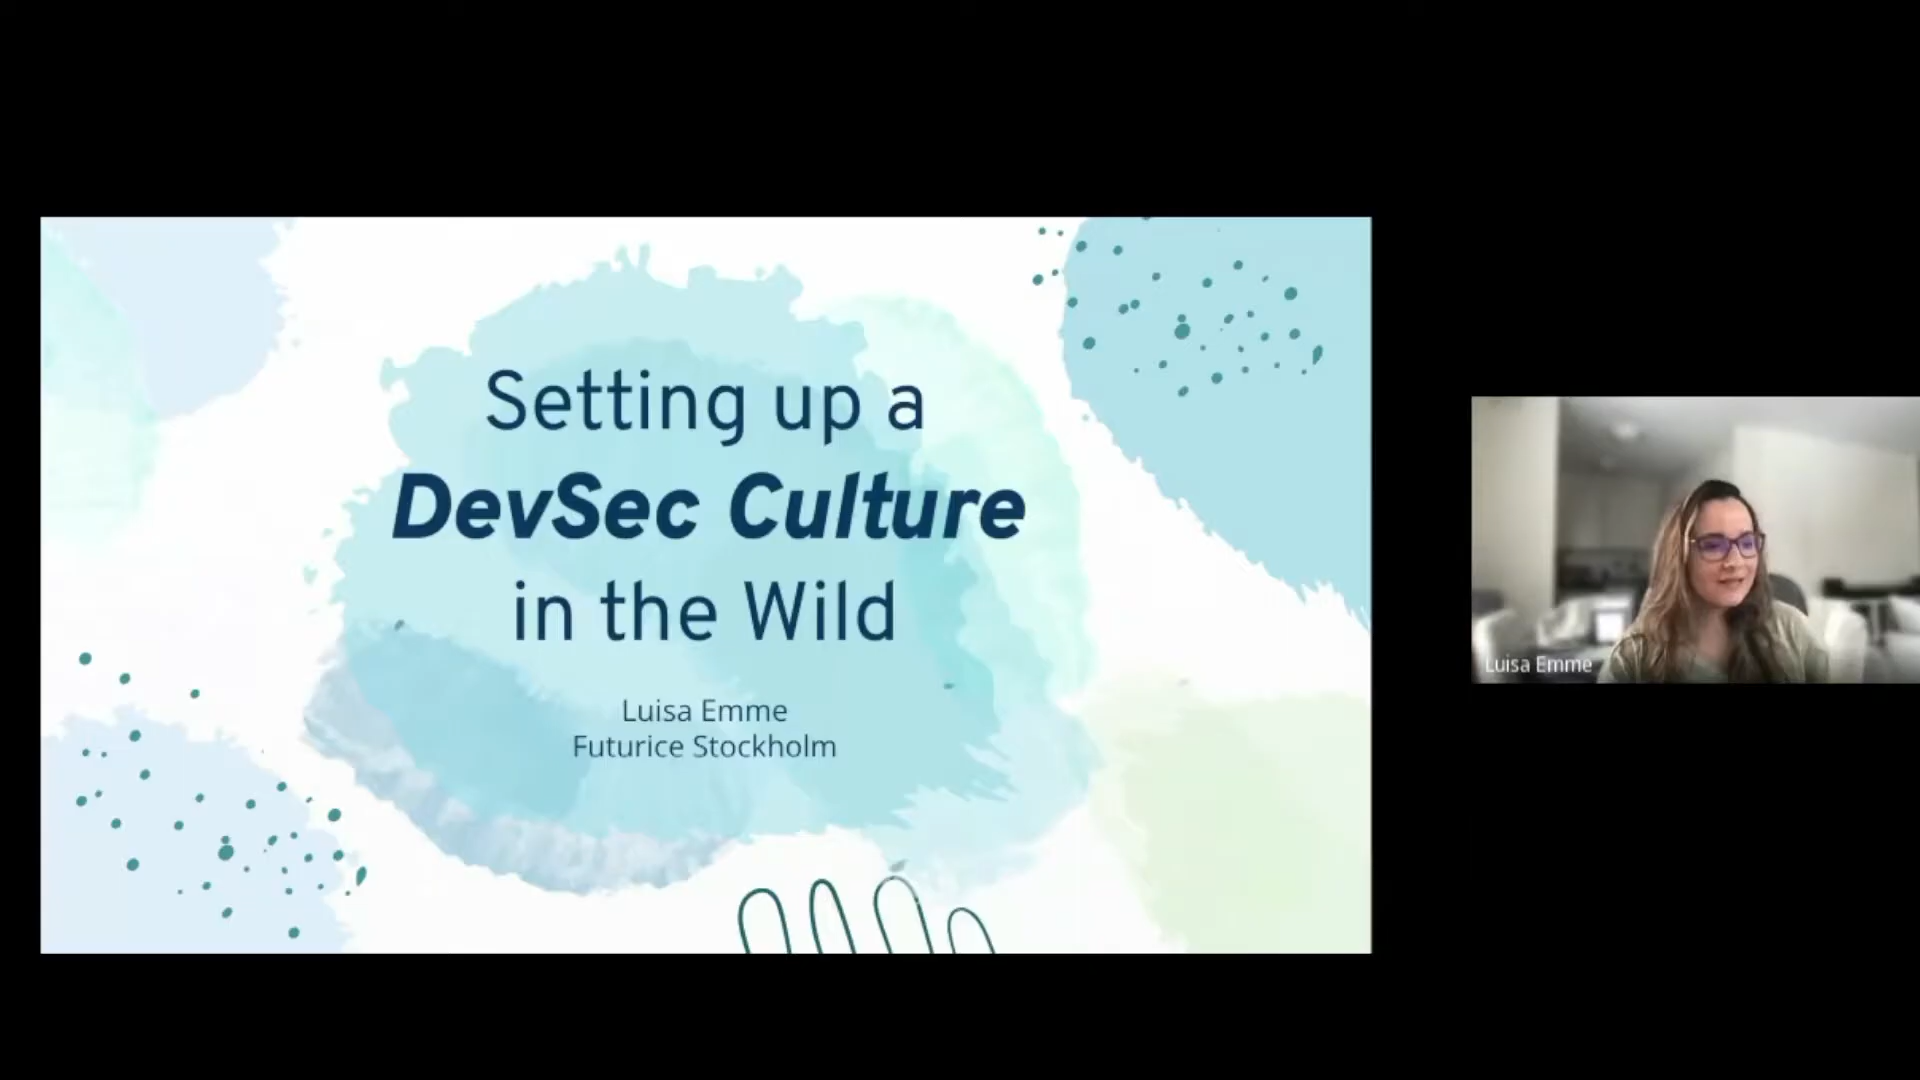 Setting up a
DevSec Culture
in the Wild
Luisa Emme
Futurice Stockholm
Luisa Emme